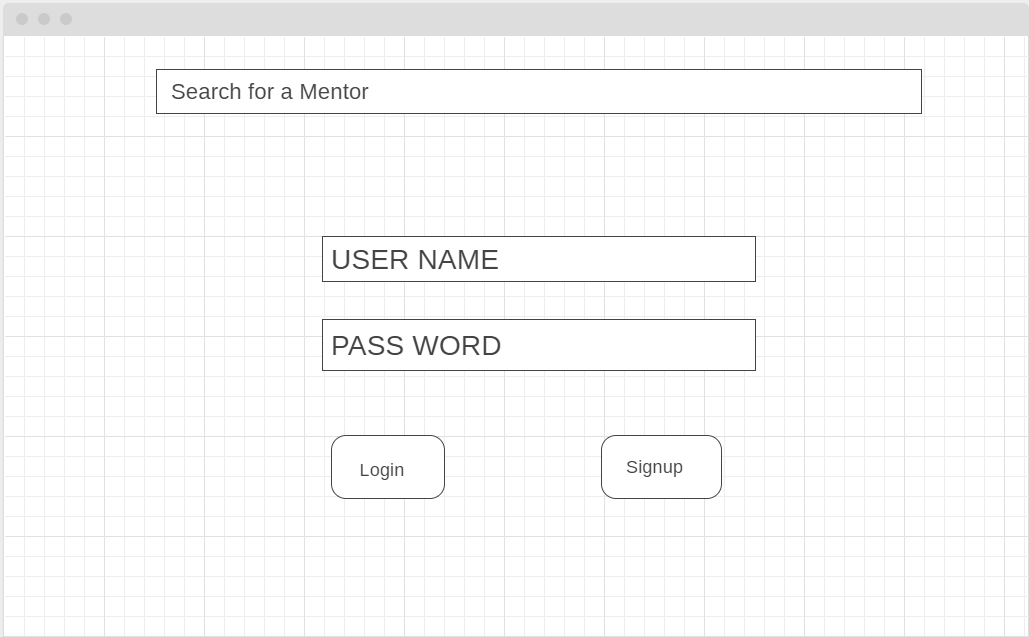 Search for a Mentor
USER NAME
PASS WORD
Login
Signup